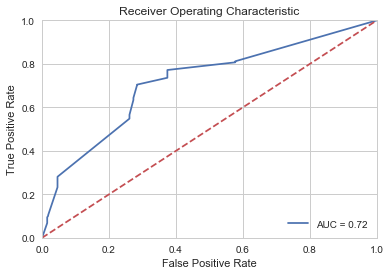 Receiver Operating Characteristic
True Positive Rate
1.0
0.8
0.6
0.4
0.2
0.0
AUC = 0.72
0.0 0.2 0.4 0.6 0.8 1.0
False Positive Rate